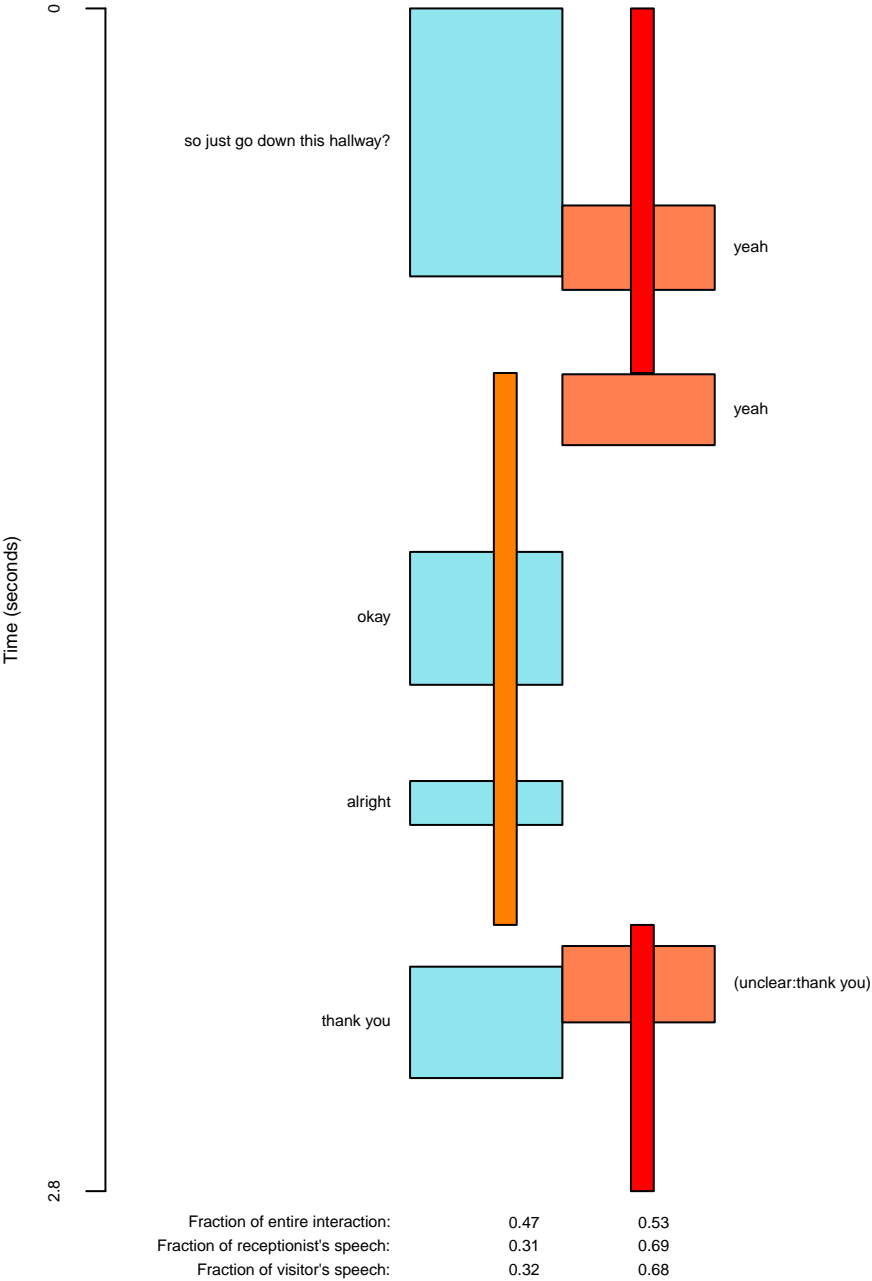 0
so just go down this hallway?
yeah
yeah
Time (seconds)
okay
alright
(unclear:thank you)
thank you
2.8
Fraction of entire interaction: 0.47 0.53
Fraction of receptionist's speech: 0.31 0.69
Fraction of visitor's speech: 0.32 0.68